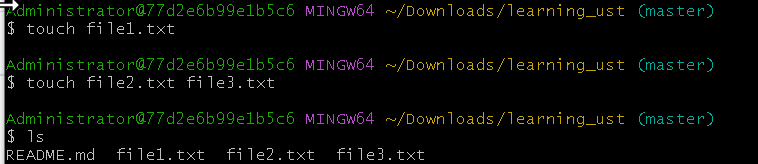 Administrator@77d2e6b99e1b5c6 MINGW64 ~/Downloads/learning_ust (master)
$ touch file1.txt
Administrator@77d2e6b99e1b5c6 MINGW64 ~/Downloads/learning_ust (master)
$ touch file2.txt file3.txt
Administrator@77d2e6b99e1b5c6 MINGW64 ~/Downloads/learning_ust (master)
$ ls
README.md  file1.txt  file2.txt  file3.txt